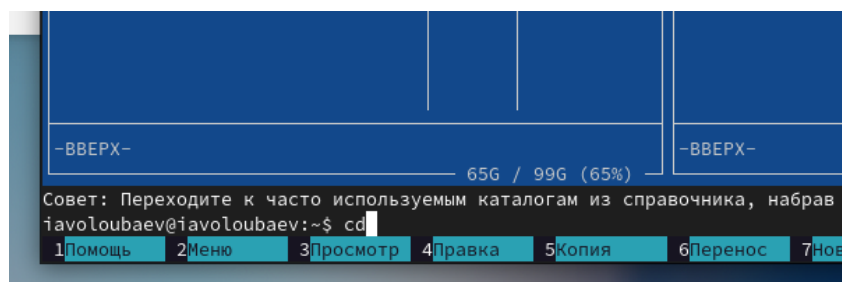 -ВВЕРХ-
65G / 99G (65%)
-ВВЕРХ-
Совет: Переходите к часто используемым каталогам из справочника, набрав
iavoloubaev@iavoloubaev:~$ cd
1Помощь 2Меню 3Просмотр 4Правка 5Копия 6Перенос 7Нов